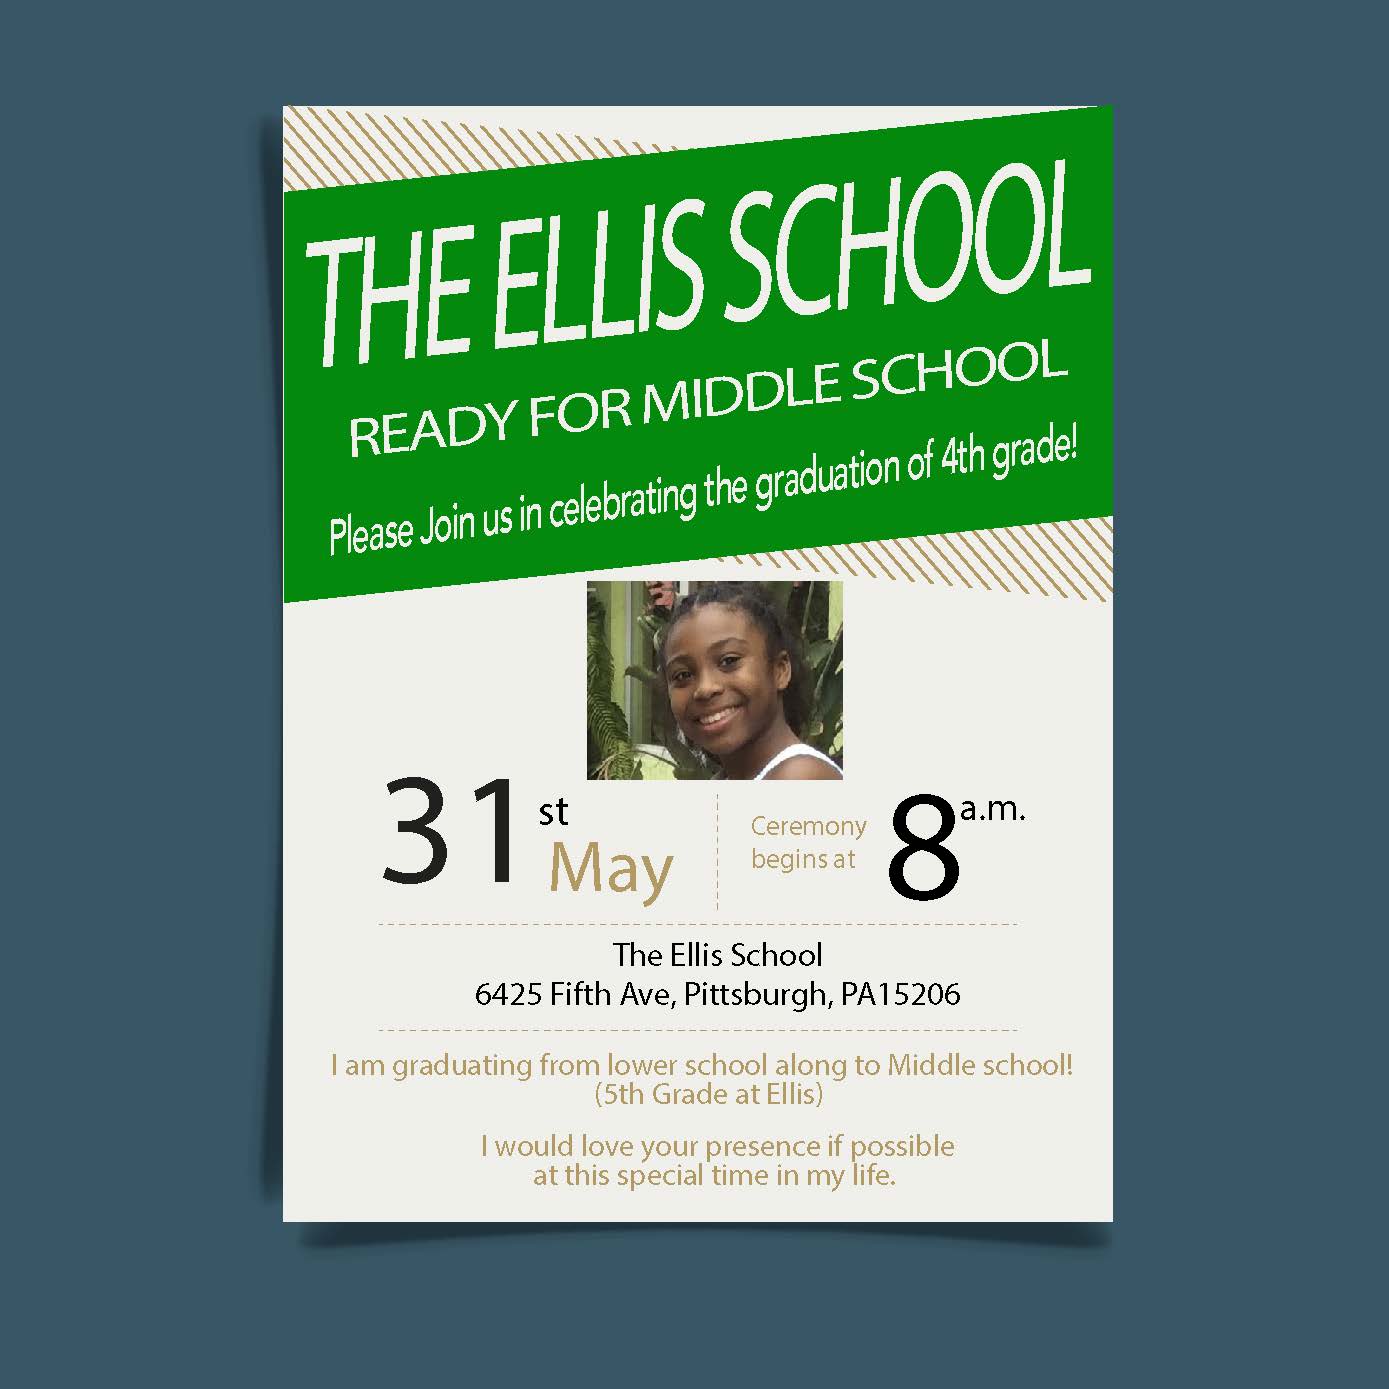 THE ELLIS SCHOOL
READY FOR MIDDLE SCHOOL
Please Join us in celebrating the graduation of 4th grade!
31st May
Ceremony begins at 8 a.m.
The Ellis School
6425 Fifth Ave, Pittsburgh, PA15206
I am graduating from lower school along to Middle school!
(5th Grade at Ellis)
I would love your presence if possible
at this special time in my life.